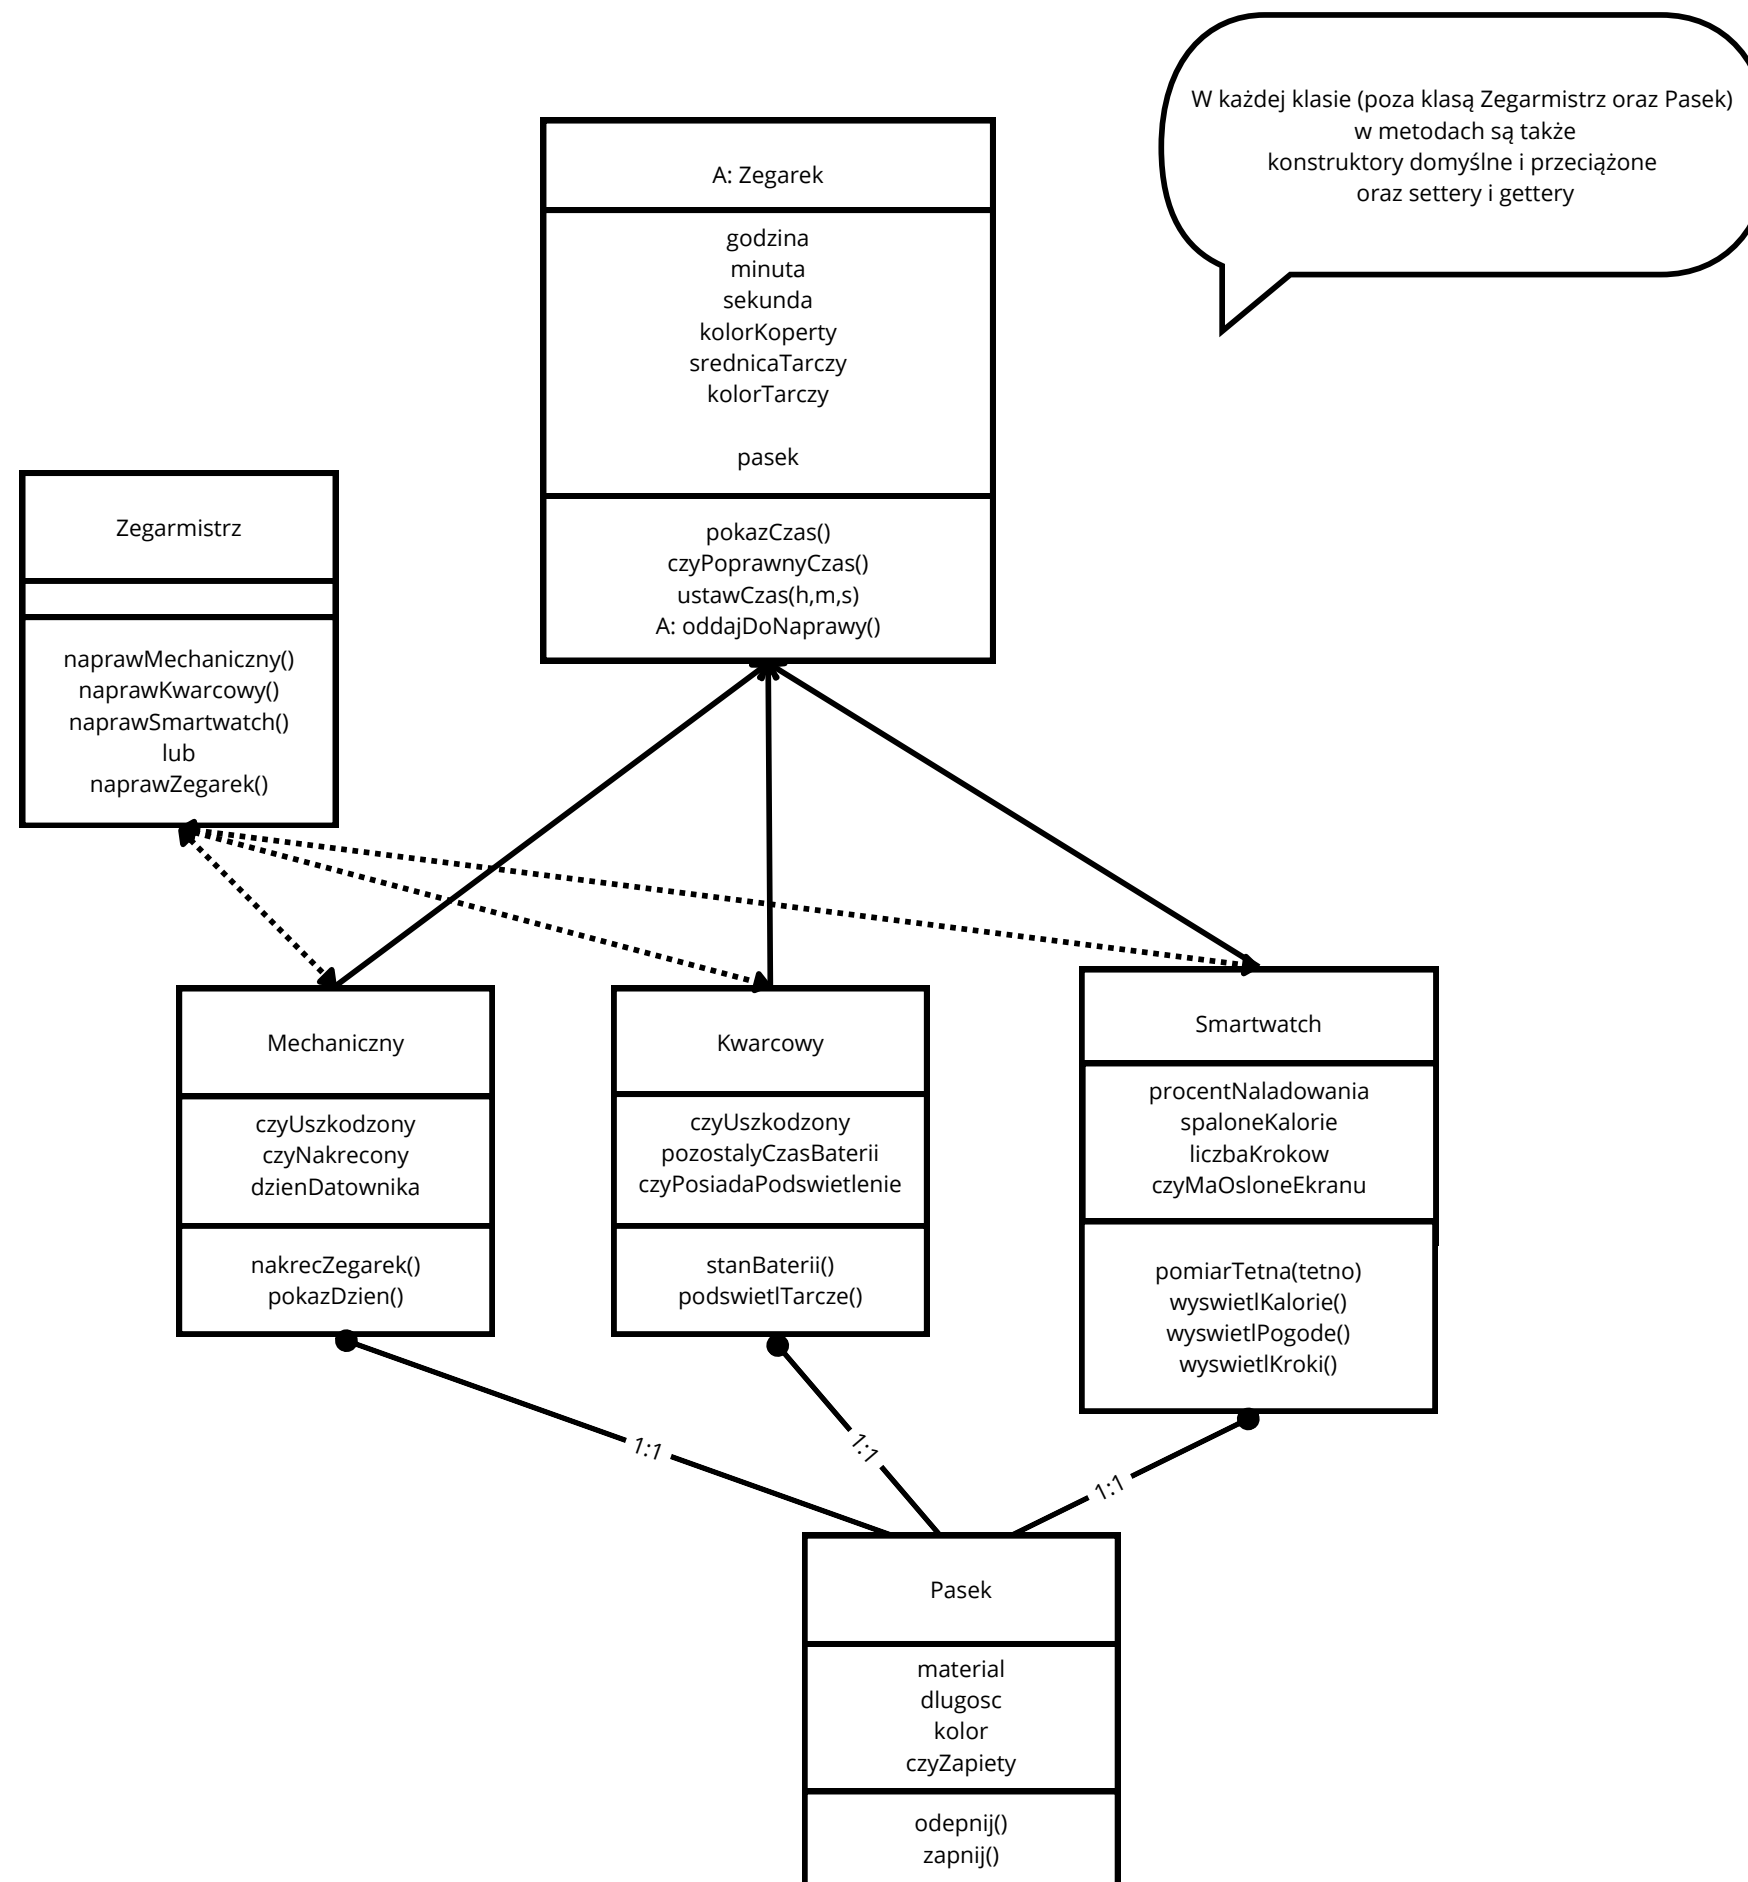 W każdej klasie (poza klasą Zegarmistrz oraz Pasek)
w metodach są także
konstruktory domyślne i przeciążone
oraz settery i gettery
A: Zegarek
godzina
minuta
sekunda
kolorKoperty
srednicaTarczy
kolorTarczy
pasek
pokazCzas()
czyPoprawnyCzas()
ustawCzas(h,m,s)
A: oddajDoNaprawy()
Zegarmistrz
naprawMechaniczny()
naprawKwarcowy()
naprawSmartwatch()
lub
naprawZegarek()
Mechaniczny
czyUszkodzony
czyNakrecony
dzienDatownika
nakrecZegarek()
pokazDzien()
Kwarcowy
czyUszkodzony
pozostalyCzasBaterii
czyPosiadaPodswietlenie
stanBaterii()
podswietlTarcze()
Smartwatch
procentNaladowania
spaloneKalorie
liczbaKrokow
czyMaOsloneEkranu
pomiarTetna(tetno)
wyswietlKalorie()
wyswietlPogode()
wyswietlKroki()
1:1
1:1
1:1
Pasek
material
dlugosc
kolor
czyZapiety
odepnij()
zapnij()